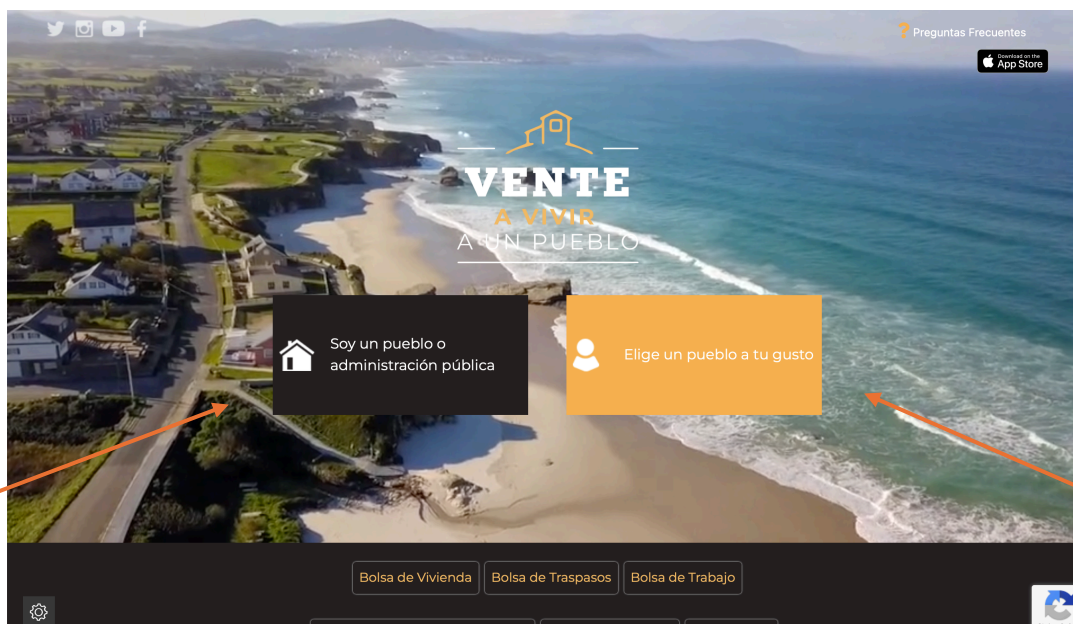 Preguntas Frecuentes
Download on the
App Store
VENTE
A VIVIR
A UN PUEBLO
Soy un pueblo o
administración pública
Elige un pueblo a tu gusto
Bolsa de Vivienda
Bolsa de Traspasos
Bolsa de Trabajo